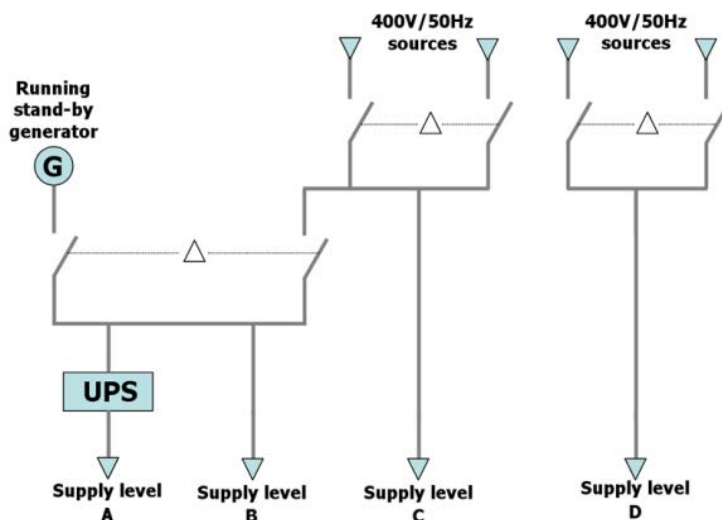 400V/50Hz
sources
400V/50Hz
sources
Running
stand-by
generator
G
UPS
Supply level
A
Supply level
B
Supply level
C
Supply level
D